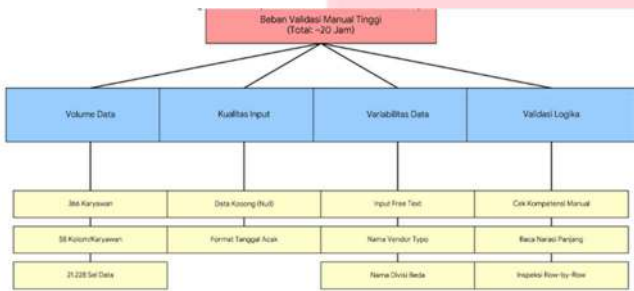 Beban Validasi Manual Tinggi
(Total: ~20 Jam)
Volume Data
Kualitas Input
Variabilitas Data
Validasi Logika
366 Karyawan
Data Kosong (Null)
Input Free Text
Cek Kompetensi Manual
58 Kolom/Karyawan
Format Tanggal Acak
Nama Vendor Typo
Baca Narasi Panjang
21.228 Sel Data
Nama Divisi Beda
Inspeksi Row-by-Row